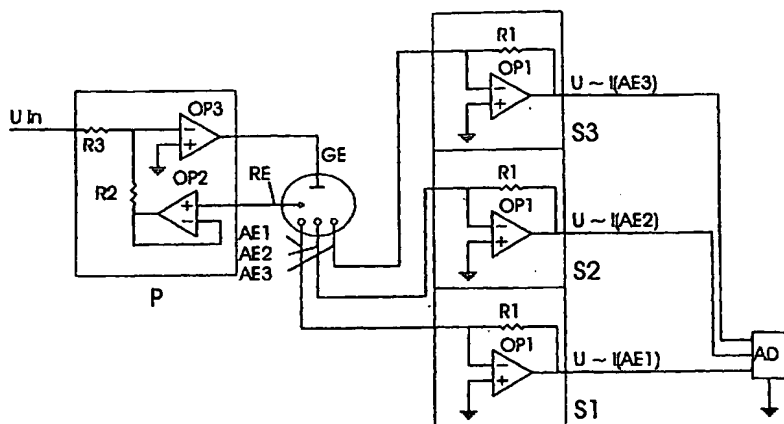 R1
OP1
U ~ I(AE3)
S3
U In
OP3
R3
GE
R2
OP2
RE
R1
OP1
U ~ I(AE2)
S2
AE1
AE2
AE3
P
R1
OP1
U ~ I(AE1)
AD
S1